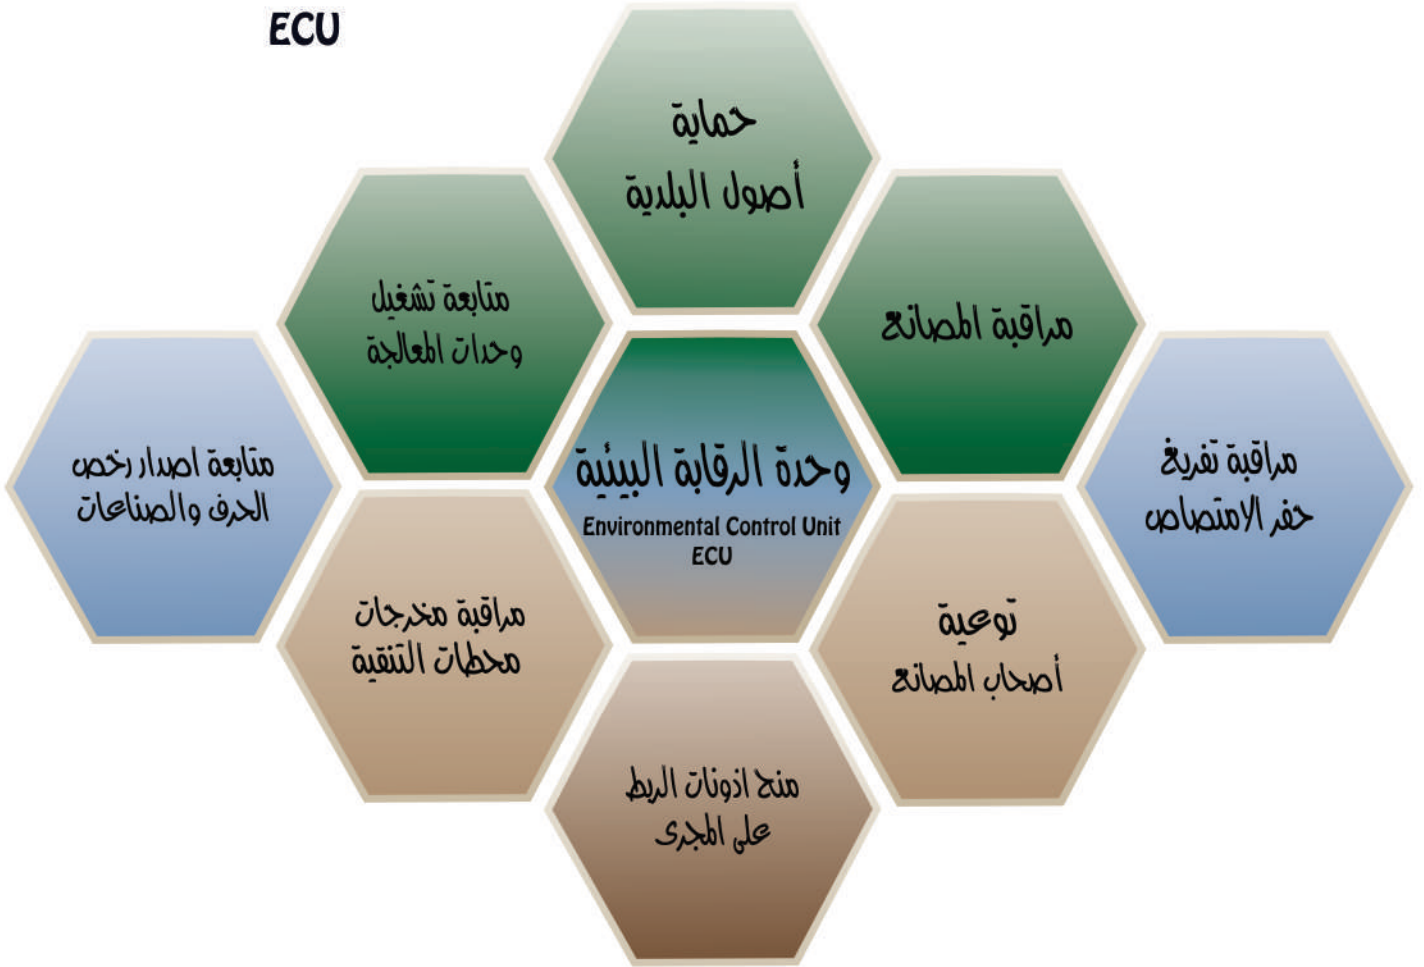 ECU
حماية
أصول البلدية
مراقبة المصانع
متابعة تشغيل
وحدات المعالجة
مراقبة تفريغ
حفر الامتصاص
وحدة الرقابة البيئية
Environmental Control Unit
ECU
متابعة اصدار رخص
الحرف والصناعات
توعية
أصحاب المصانع
مراقبة مخرجات
محطات التنقية
منح اذونات الربط
على المجرى